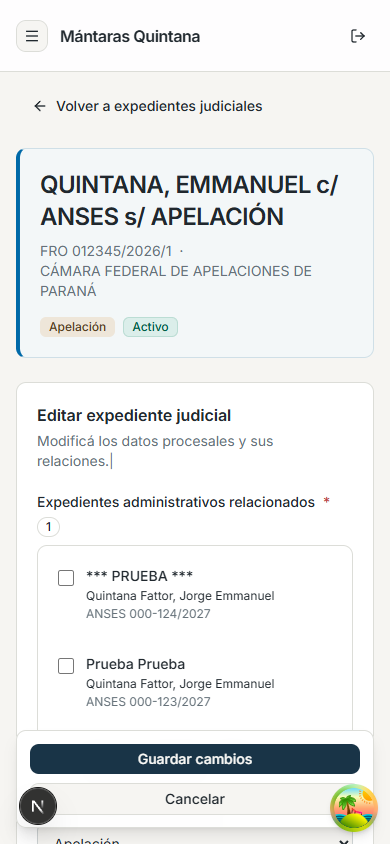 Mántaras Quintana
Volver a expedientes judiciales
QUINTANA, EMMANUEL c/
ANSES s/ APELACIÓN
FRO 012345/2026/1 ·
CÁMARA FEDERAL DE APELACIONES DE
PARANÁ
Apelación Activo
Editar expediente judicial
Modificá los datos procesales y sus
relaciones.
Expedientes administrativos relacionados *
1
*** PRUEBA ***
Quintana Fattor, Jorge Emmanuel
ANSES 000-124/2027
Prueba Prueba
Quintana Fattor, Jorge Emmanuel
ANSES 000-123/2027
Guardar cambios
Cancelar
N
Apelación